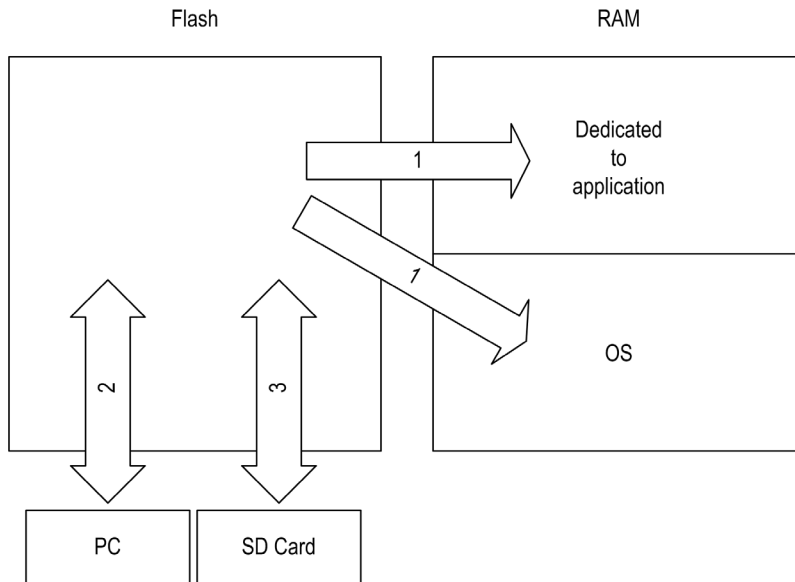 Flash
RAM
Dedicated
to
application
1
1
OS
2
3
PC
SD Card